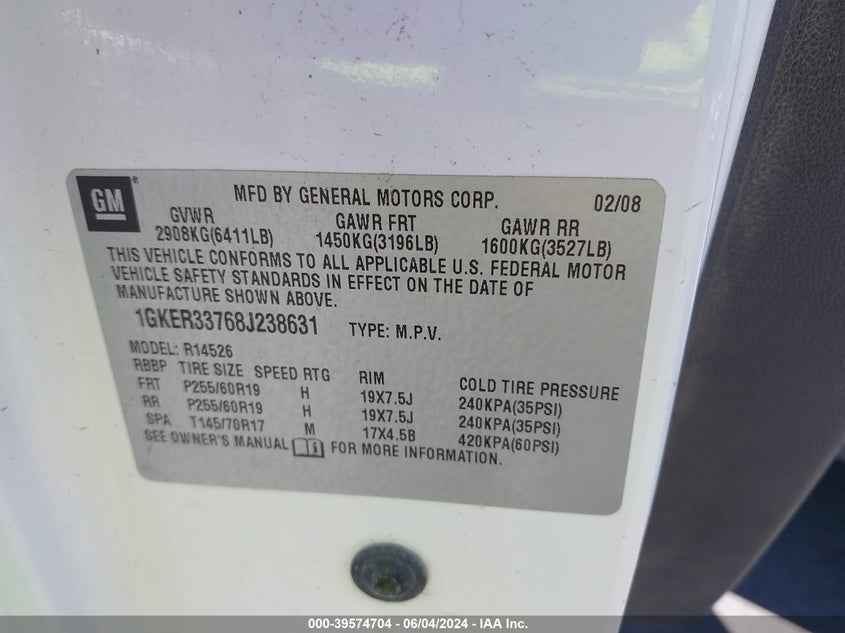 GM® MFD BY GENERAL MOTORS CORP. 02/08
GVWR GAWR FRT GAWR RR
2908KG(6411LB) 1450KG(3196LB) 1600KG(3527LB)
THIS VEHICLE CONFORMS TO ALL APPLICABLE U.S. FEDERAL MOTOR
VEHICLE SAFETY STANDARDS IN EFFECT ON THE DATE OF
MANUFACTURE SHOWN ABOVE.
1GKER33768J238631 TYPE: M.P.V.
MODEL: R14526
RBBP TIRE SIZE SPEED RTG RIM COLD TIRE PRESSURE
FRT P255/60R19 H 19X7.5J 240KPA(35PSI)
RR P255/60R19 H 19X7.5J 240KPA(35PSI)
SPA T145/70R17 M 17X4.5B 420KPA(60PSI)
SEE OWNER'S MANUAL FOR MORE INFORMATION.
000-39574704 - 06/04/2024 - IAA Inc.